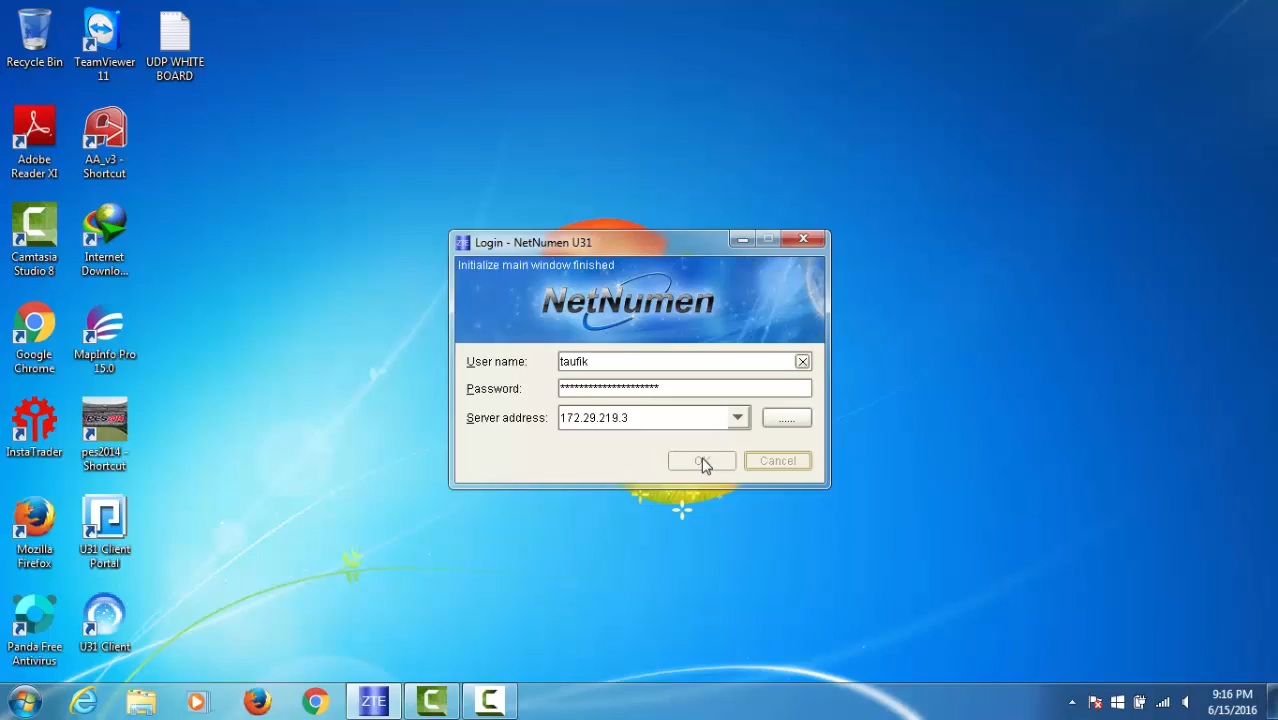 Recycle Bin
TeamViewer
11
UDP WHITE
BOARD
Adobe
Reader XI
AA_v3 -
Shortcut
Camtasia
Studio 8
Internet
Downlo...
Google
Chrome
MapInfo Pro
15.0
InstaTrader
pes2014 -
Shortcut
Mozilla
Firefox
U31 Client
Portal
Panda Free
Antivirus
U31 Client
ZTE Login - NetNumen U31
Initialize main window finished
NetNumen
User name: taufik
Password: *********************
Server address: 172.29.219.3 ......
Cancel
ZTE
9:16 PM
6/15/2016